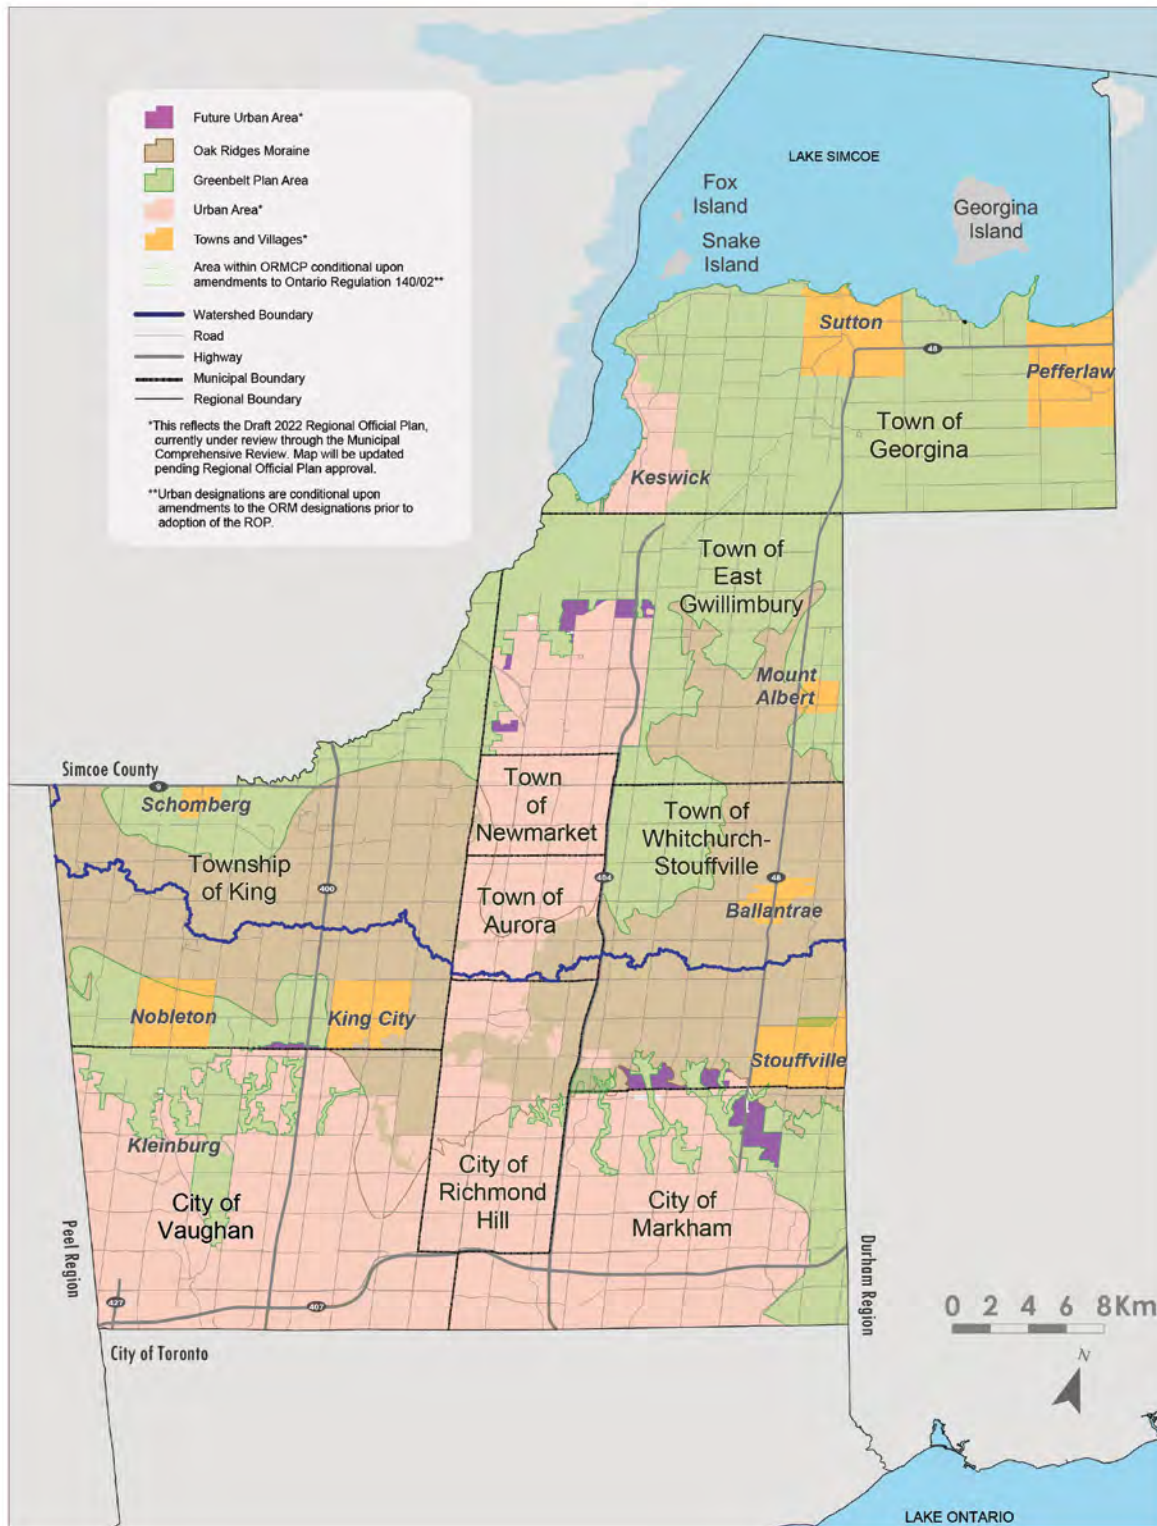 Future Urban Area*
Oak Ridges Moraine
Greenbelt Plan Area
Urban Area*
Towns and Villages*
Area within ORMCP conditional upon
amendments to Ontario Regulation 140/02**
Watershed Boundary
Road
Highway
Municipal Boundary
Regional Boundary
*This reflects the Draft 2022 Regional Official Plan,
currently under review through the Municipal
Comprehensive Review. Map will be updated
pending Regional Official Plan approval.
**Urban designations are conditional upon
amendments to the ORM designations prior to
adoption of the ROP.
LAKE SIMCOE
Fox
Island
Georgina
Island
Snake
Island
Sutton
48
Pefferlaw
Town of
Georgina
Keswick
Town of
East
Gwillimbury
Mount
Albert
Simcoe County
9
Schomberg
Town
of
Newmarket
Town of
Whitchurch-
Stouffville
Township
of King
400
404
48
Town of
Aurora
Ballantrae
Nobleton
King City
Stouffville
Kleinburg
City of
Vaughan
City of
Richmond
Hill
City of
Markham
Peel Region
Durham Region
427
407
City of Toronto
0 2 4 6 8Km
N
LAKE ONTARIO